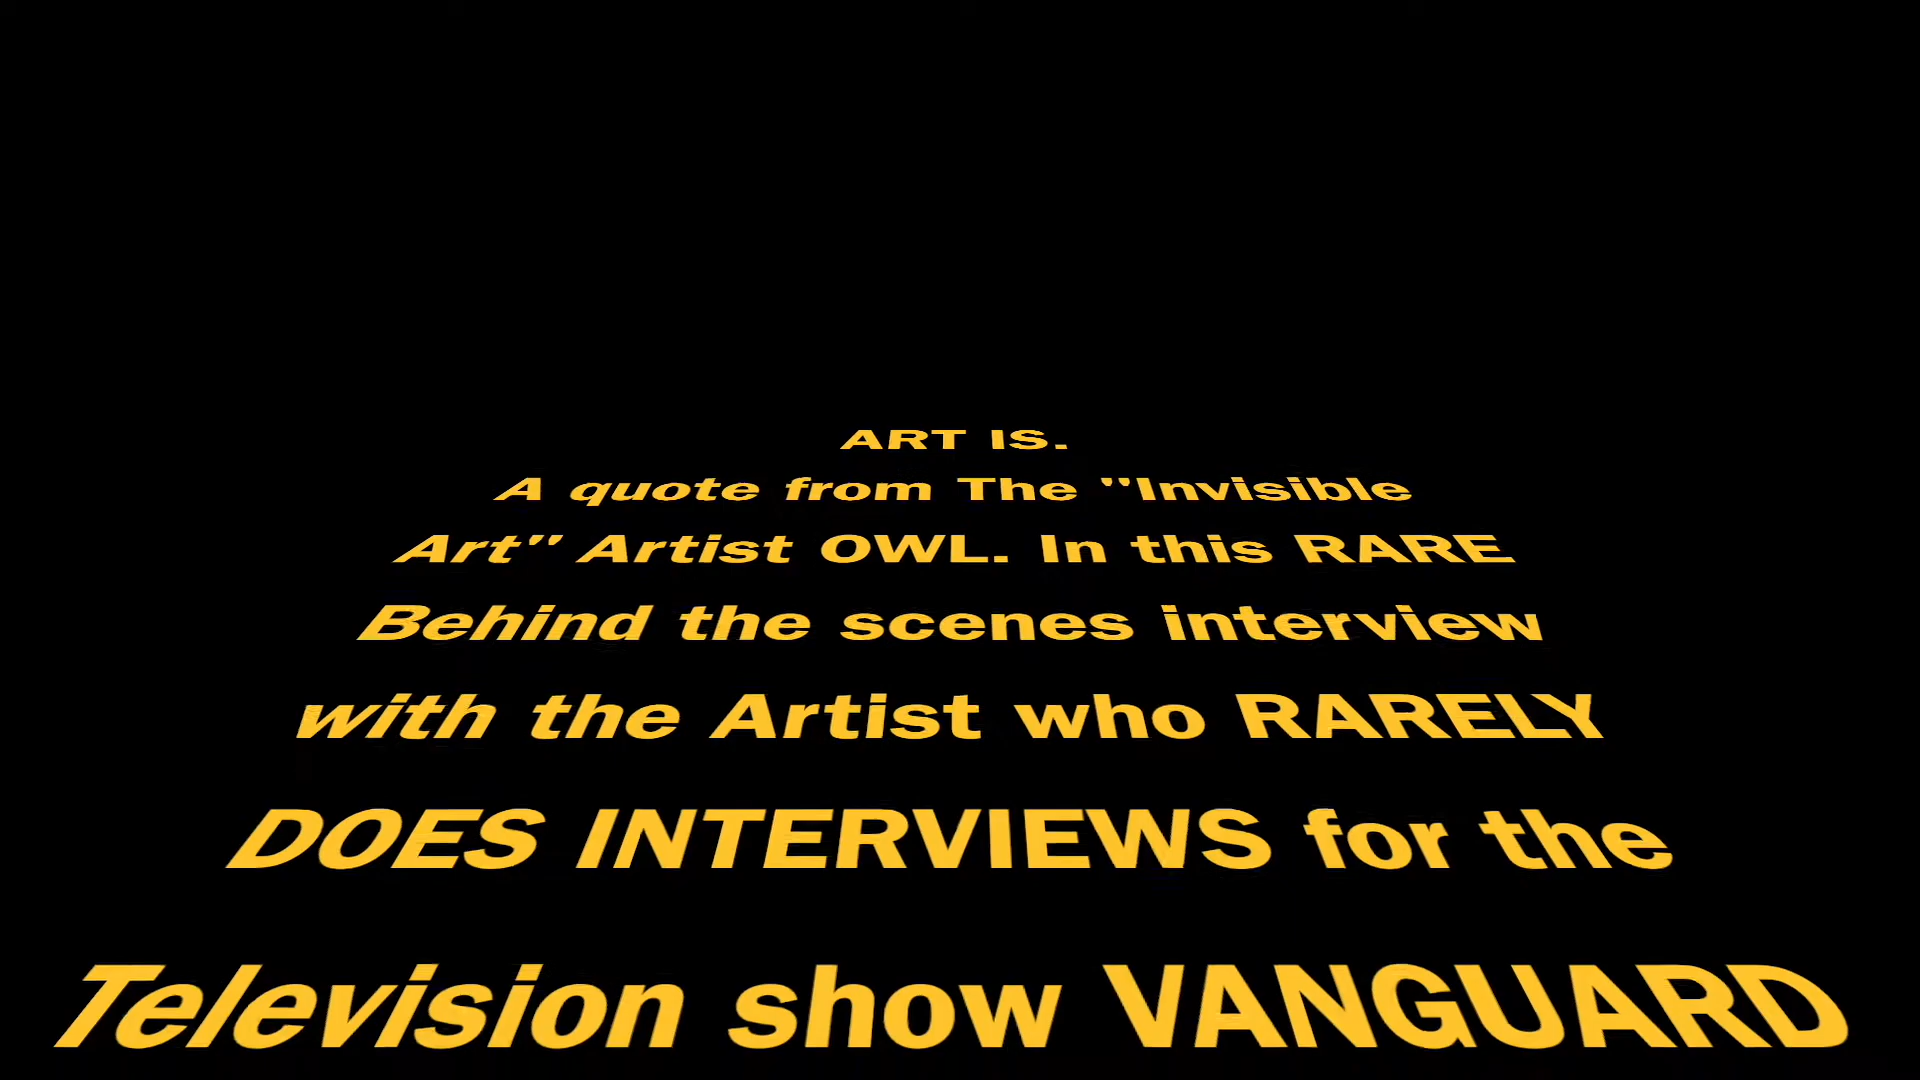 ART IS.
A quote from The "Invisible
Art" Artist OWL. In this RARE
Behind the scenes interview
with the Artist who RARELY
DOES INTERVIEWS for the
Television show VANGUARD